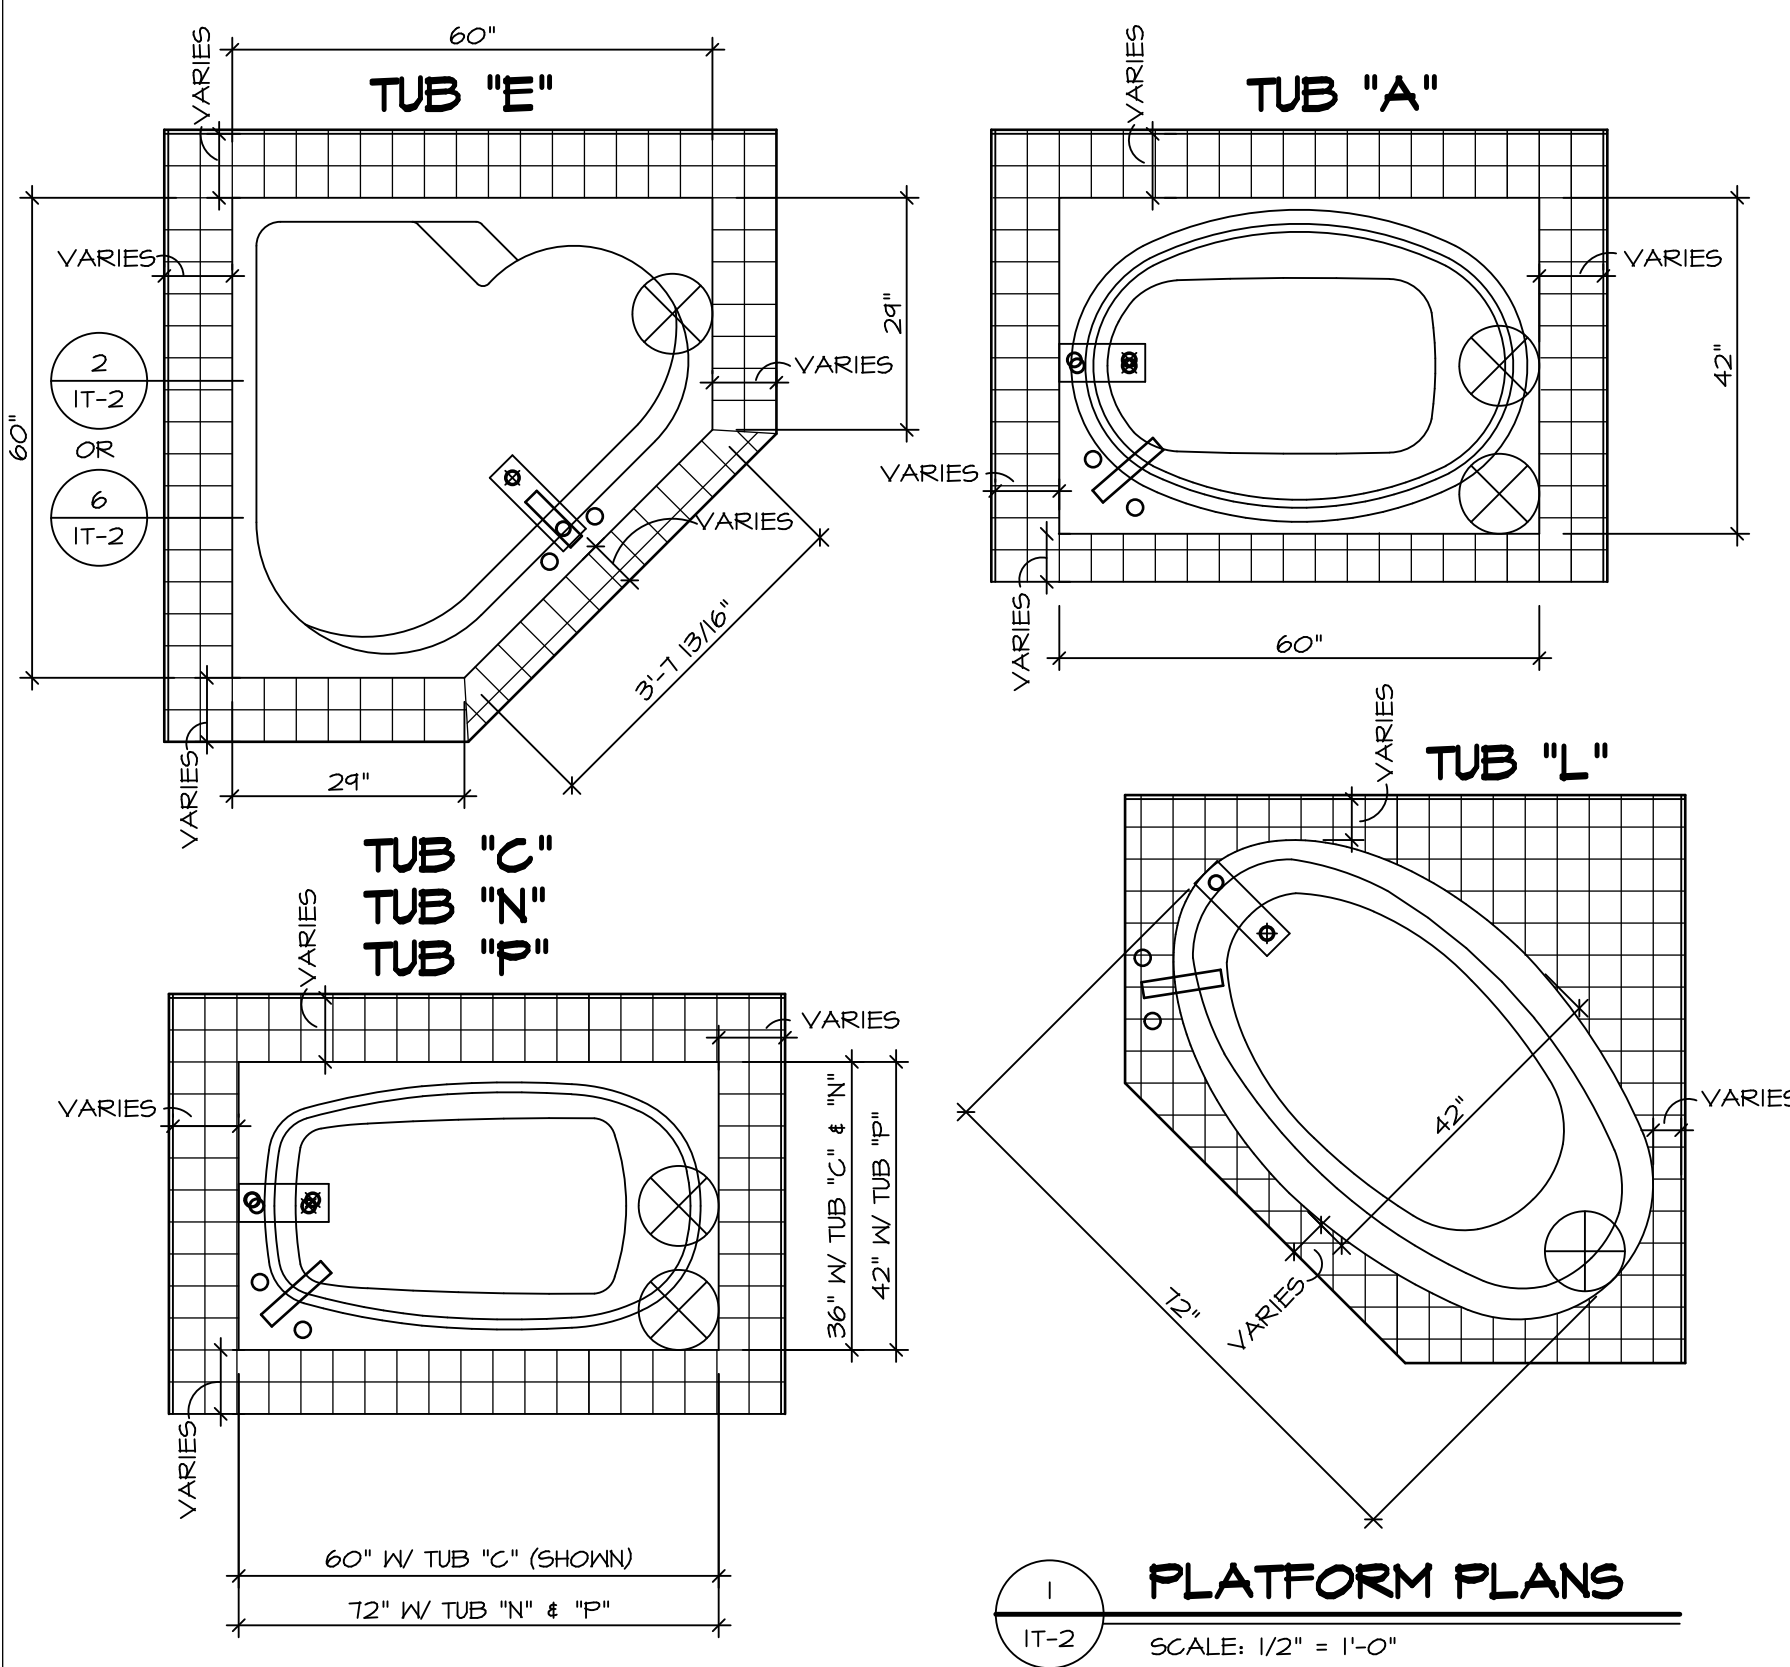 60"
VARIES
TUB "E"
VARIES
60"
2
IT-2
OR
6
IT-2
29"
VARIES
VARIES
3'-7 13/16"
29"
VARIES
VARIES
TUB "A"
VARIES
42"
VARIES
VARIES
60"
TUB "C"
TUB "N"
TUB "P"
VARIES
VARIES
VARIES
36" W/ TUB "C" & "N"
42" W/ TUB "P"
VARIES
60" W/ TUB "C" (SHOWN)
72" W/ TUB "N" & "P"
VARIES
TUB "L"
VARIES
42"
72"
VARIES
1
IT-2
PLATFORM PLANS
SCALE: 1/2" = 1'-0"